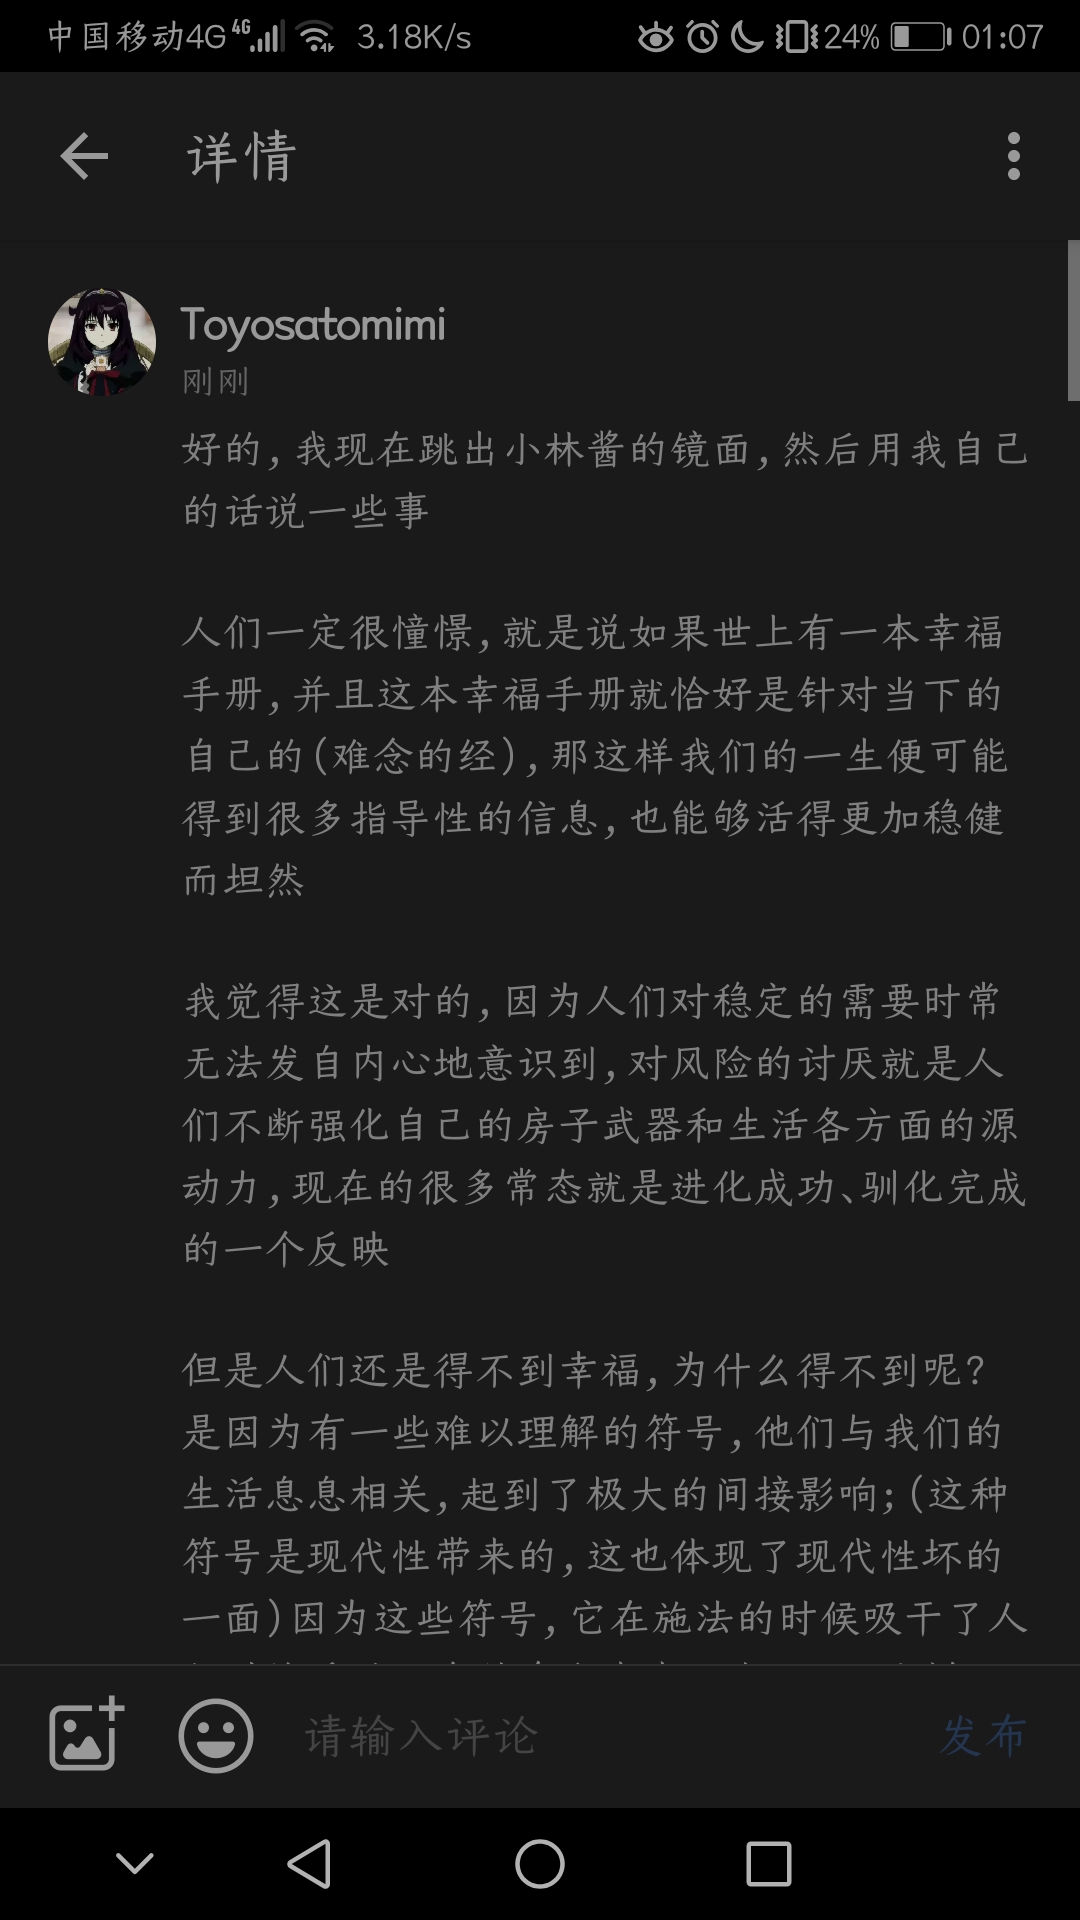 中国移动4G 4G 3.18K/s 24% 01:07
详情
Toyosatomimi
刚刚
好的,我现在跳出小林酱的镜面,然后用我自己
的话说一些事
人们一定很憧憬,就是说如果世上有一本幸福
手册,并且这本幸福手册就恰好是针对当下的
自己的(难念的经),那这样我们的一生便可能
得到很多指导性的信息,也能够活得更加稳健
而坦然
我觉得这是对的,因为人们对稳定的需要时常
无法发自内心地意识到,对风险的讨厌就是人
们不断强化自己的房子武器和生活各方面的源
动力,现在的很多常态就是进化成功、驯化完成
的一个反映
但是人们还是得不到幸福,为什么得不到呢?
是因为有一些难以理解的符号,他们与我们的
生活息息相关,起到了极大的间接影响;(这种
符号是现代性带来的,这也体现了现代性坏的
一面)因为这些符号,它在施法的时候吸干了人
请输入评论
发布